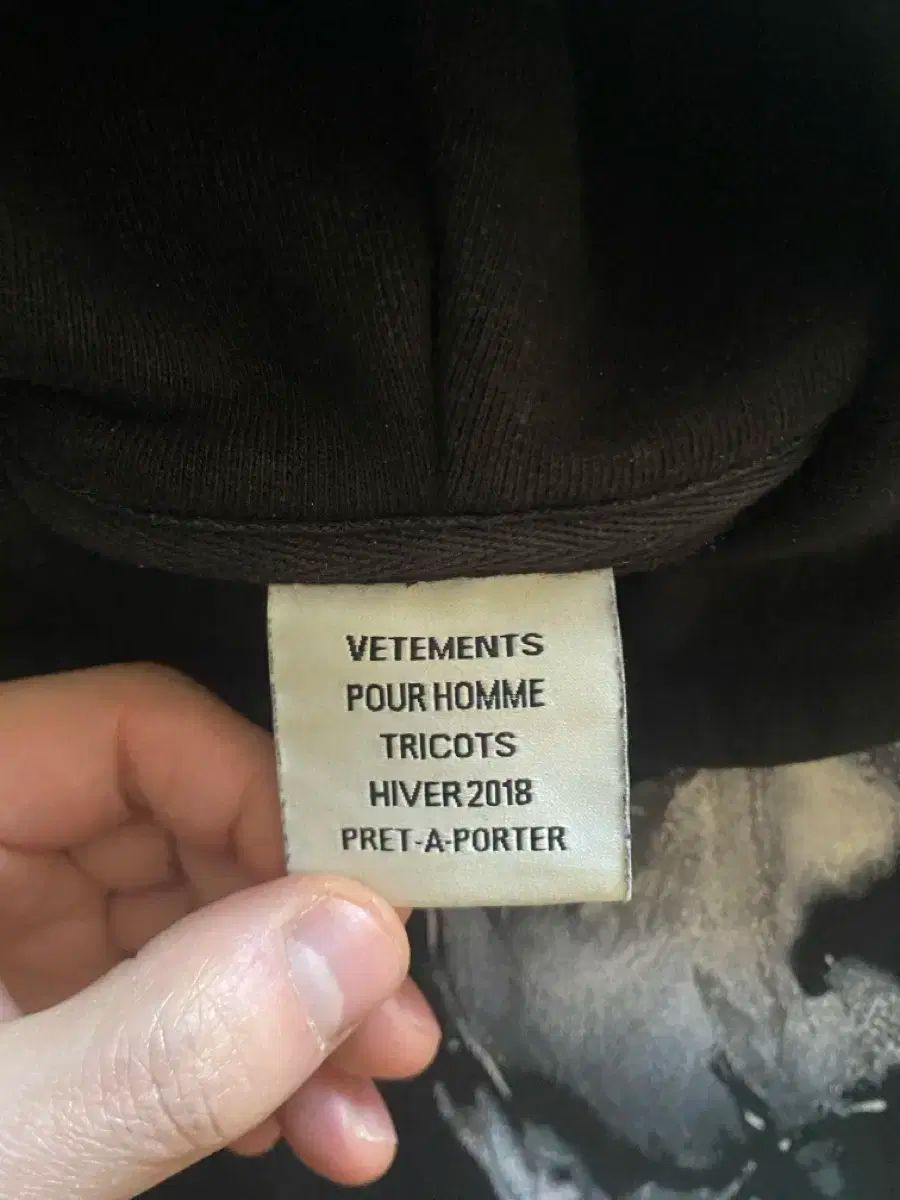 VETEMENTS
POUR HOMME
TRICOTS
HIVER 2018
PRET-A-PORTER